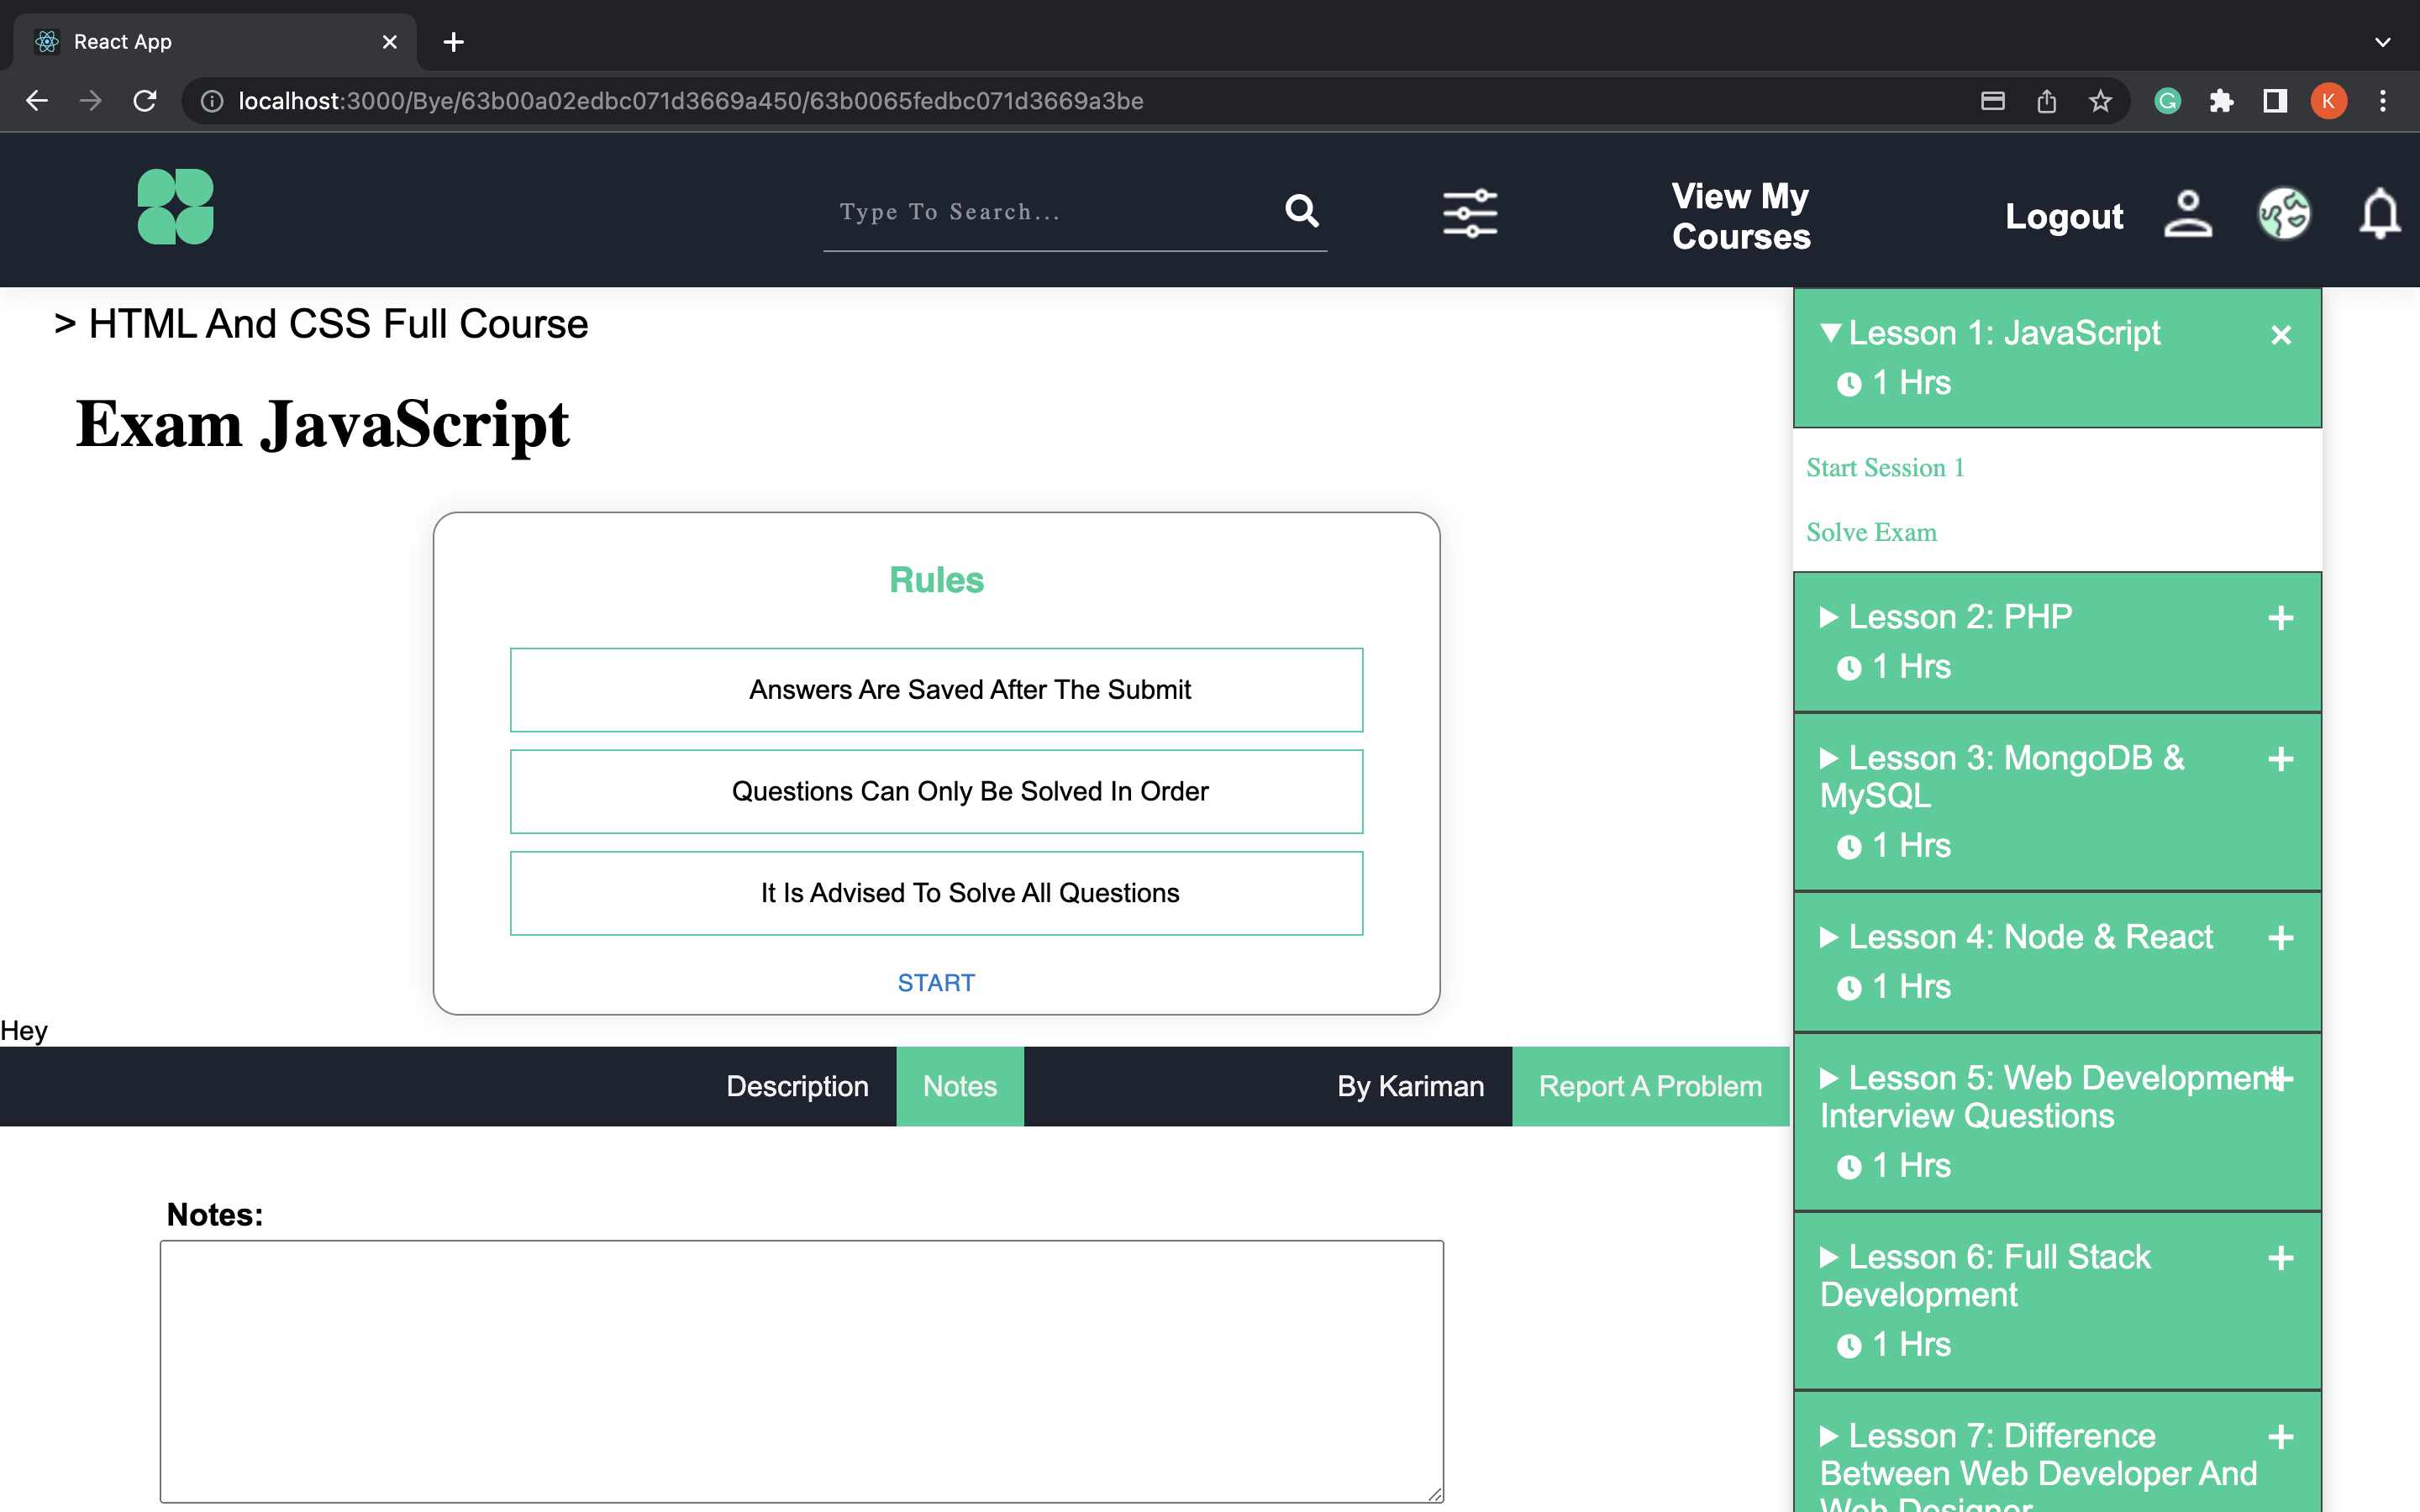 React App
localhost:3000/Bye/63b00a02edbc071d3669a450/63b0065fedbc071d3669a3be
K
Type To Search...
View My
Courses
Logout
> HTML And CSS Full Course
Exam JavaScript
Rules
Answers Are Saved After The Submit
Questions Can Only Be Solved In Order
It Is Advised To Solve All Questions
START
Hey
Description
Notes
By Kariman
Report A Problem
Notes:
Lesson 1: JavaScript
1 Hrs
Start Session 1
Solve Exam
Lesson 2: PHP
1 Hrs
Lesson 3: MongoDB &
MySQL
1 Hrs
Lesson 4: Node & React
1 Hrs
Lesson 5: Web Development
Interview Questions
1 Hrs
Lesson 6: Full Stack
Development
1 Hrs
Lesson 7: Difference
Between Web Developer And
Web Designer